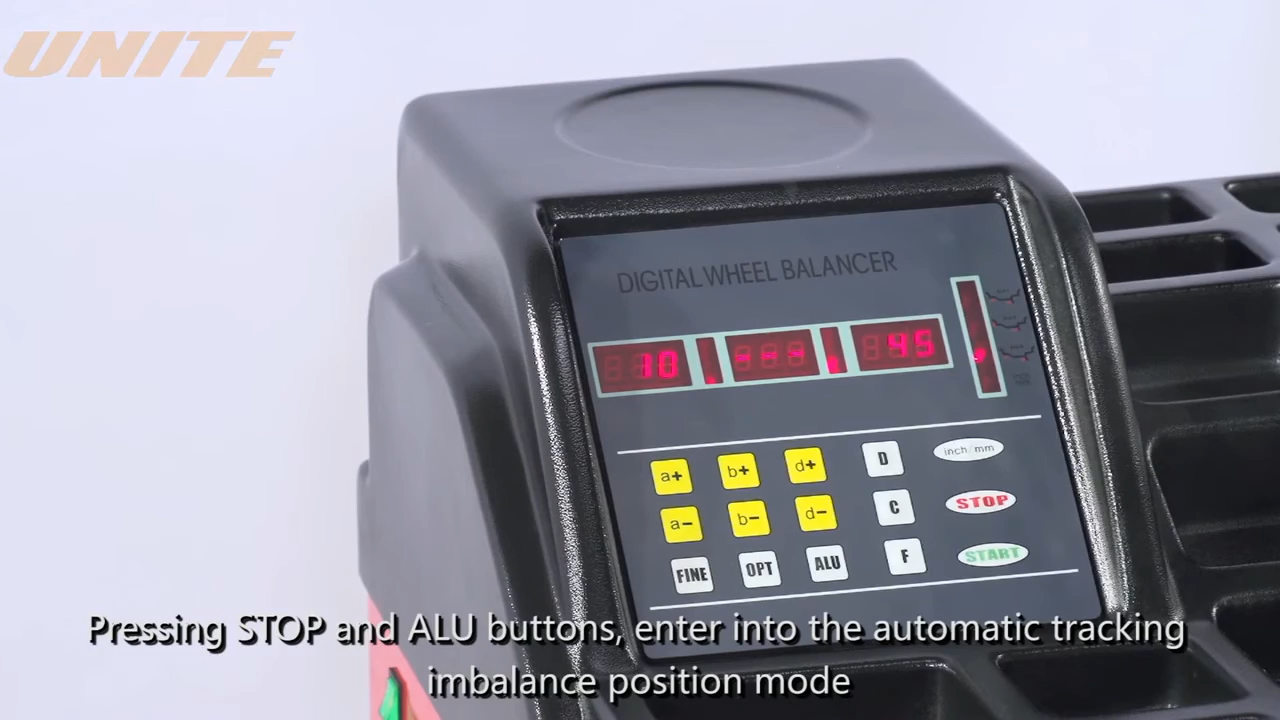 UNITE
DIGITAL WHEEL BALANCER
10 --- 45
a+ b+ d+ D inch/mm
a- b- d- C STOP
FINE OPT ALU F START
Pressing STOP and ALU buttons, enter into the automatic tracking
imbalance position mode